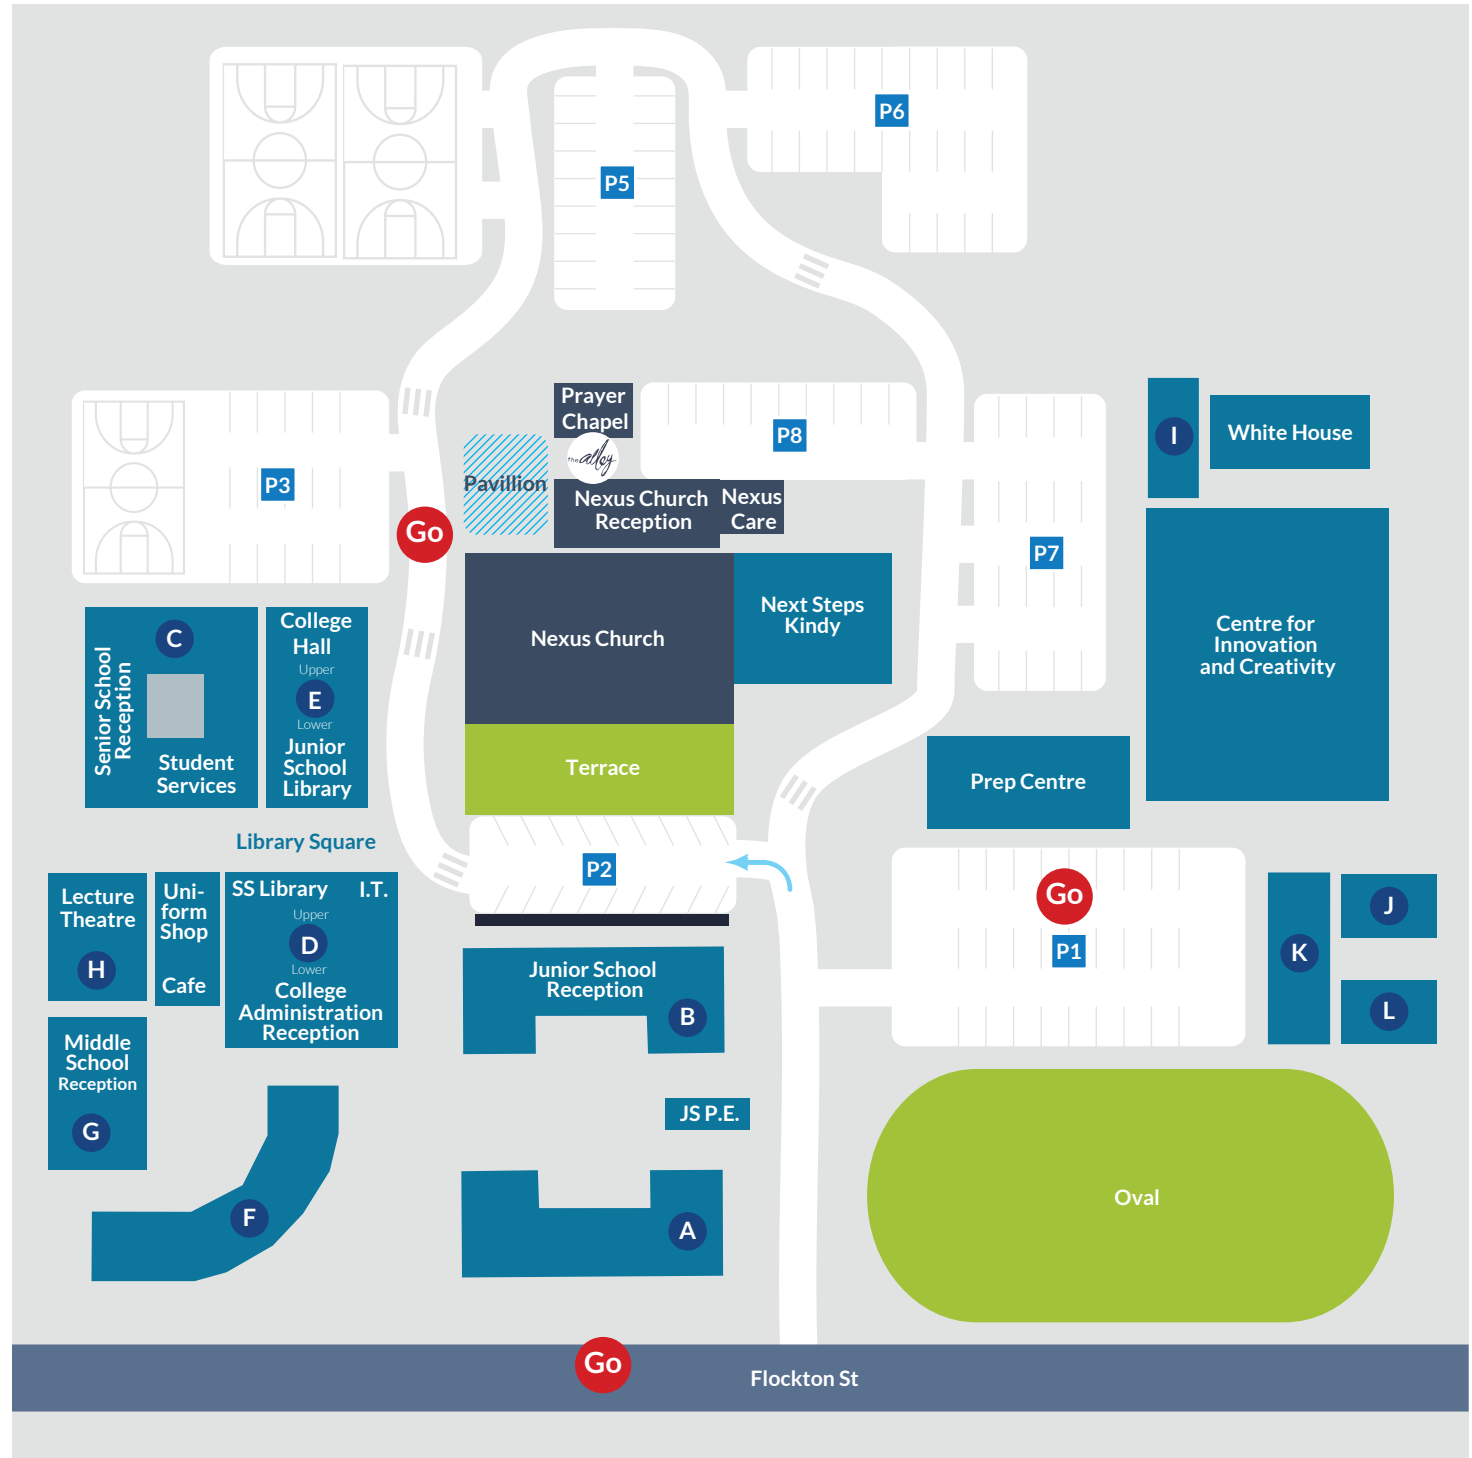 P6
P5
Prayer
Chapel
the alley
P8
I
White House
Pavillion
P3
Nexus Church
Reception
Nexus
Care
Go
P7
C
College
Hall
Upper
E
Lower
Junior
School
Library
Senior School
Reception
Student
Services
Nexus Church
Next Steps
Kindy
Centre for
Innovation
and Creativity
Terrace
Prep Centre
Library Square
P2
Lecture
Theatre
H
Uni-
form
Shop
Cafe
SS Library
I.T.
Upper
D
Lower
College
Administration
Reception
Go
P1
J
K
L
Junior School
Reception
B
Middle
School
Reception
G
JS P.E.
F
A
Oval
Go
Flockton St